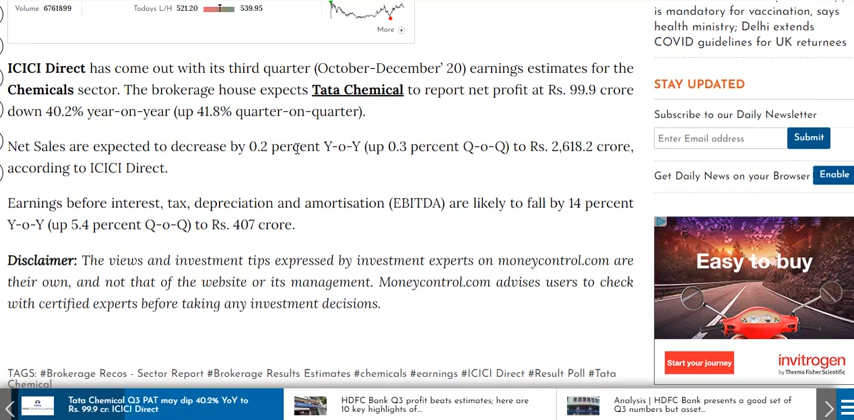 Volume 6761899 Todays L/H 521.20 539.95
More
ICICI Direct has come out with its third quarter (October-December' 20) earnings estimates for the
Chemicals sector. The brokerage house expects Tata Chemical to report net profit at Rs. 99.9 crore
down 40.2% year-on-year (up 41.8% quarter-on-quarter).
Net Sales are expected to decrease by 0.2 percent Y-o-Y (up 0.3 percent Q-o-Q) to Rs. 2,618.2 crore,
according to ICICI Direct.
Earnings before interest, tax, depreciation and amortisation (EBITDA) are likely to fall by 14 percent
Y-o-Y (up 5.4 percent Q-o-Q) to Rs. 407 crore.
Disclaimer: The views and investment tips expressed by investment experts on moneycontrol.com are
their own, and not that of the website or its management. Moneycontrol.com advises users to check
with certified experts before taking any investment decisions.
TAGS: #Brokerage Recos - Sector Report #Brokerage Results Estimates #chemicals #earnings #ICICI Direct #Result Poll #Tata
Chemical
is mandatory for vaccination, says
health ministry; Delhi extends
COVID guidelines for UK returnees
STAY UPDATED
Subscribe to our Daily Newsletter
Enter Email address Submit
Get Daily News on your Browser Enable
Easy to buy
Start your journey
invitrogen
by Thermo Fisher Scientific
Tata Chemical Q3 PAT may dip 40.2% YoY to
Rs. 99.9 cr: ICICI Direct
HDFC Bank Q3 profit beats estimates; here are
10 key highlights of...
Analysis | HDFC Bank presents a good set of
Q3 numbers but asset...